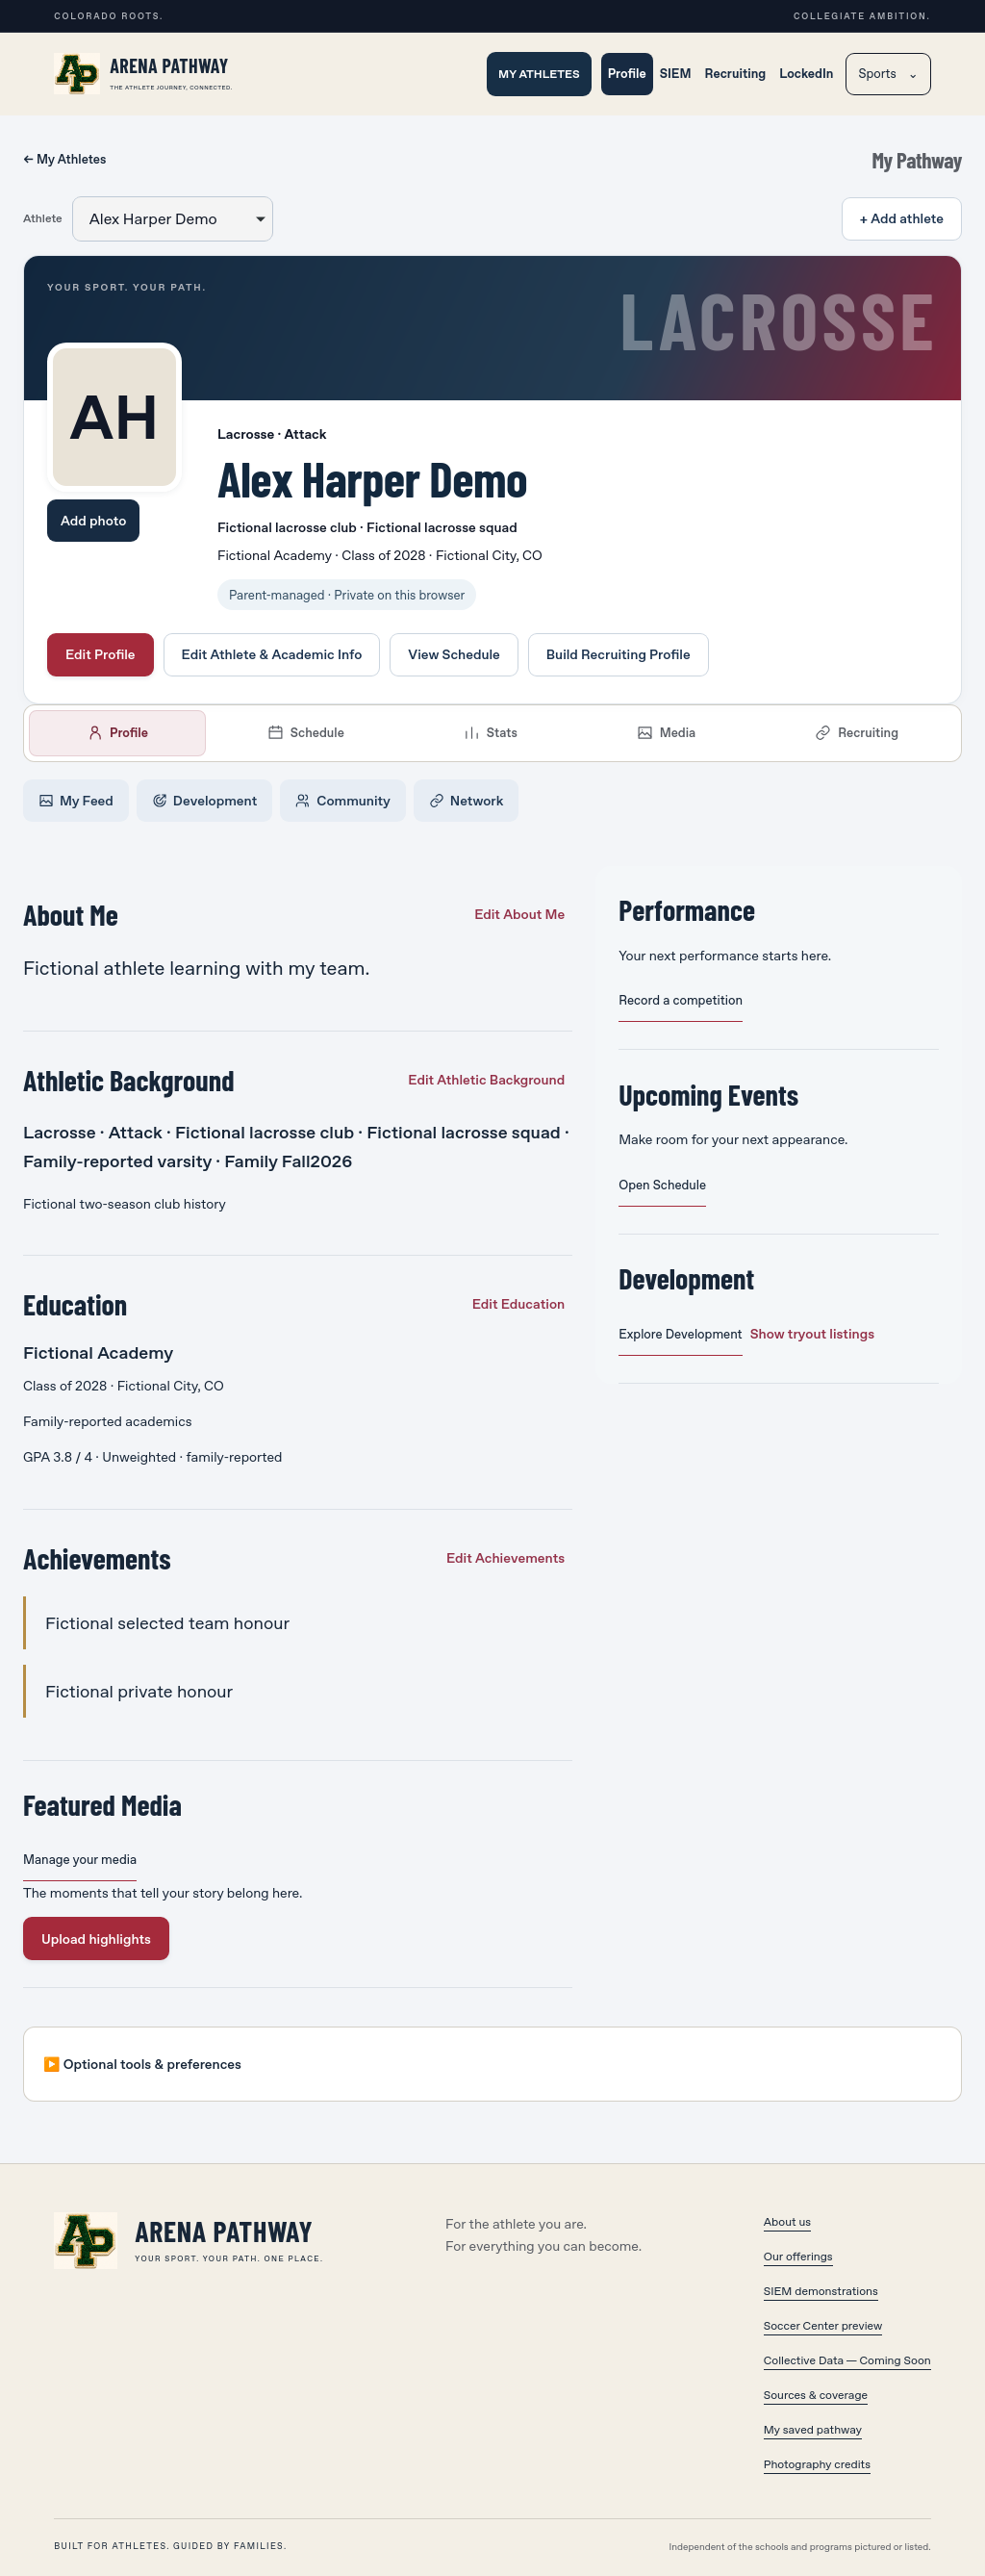 COLORADO ROOTS.
COLLEGIATE AMBITION.
AP
ARENA PATHWAY
THE ATHLETE JOURNEY, CONNECTED.
MY ATHLETES
Profile
SIEM
Recruiting
LockedIn
Sports
← My Athletes
My Pathway
Athlete
Alex Harper Demo
+ Add athlete
YOUR SPORT. YOUR PATH.
LACROSSE
AH
Add photo
Lacrosse · Attack
Alex Harper Demo
Fictional lacrosse club · Fictional lacrosse squad
Fictional Academy · Class of 2028 · Fictional City, CO
Parent-managed · Private on this browser
Edit Profile
Edit Athlete & Academic Info
View Schedule
Build Recruiting Profile
Profile
Schedule
Stats
Media
Recruiting
My Feed
Development
Community
Network
About Me
Edit About Me
Fictional athlete learning with my team.
Athletic Background
Edit Athletic Background
Lacrosse · Attack · Fictional lacrosse club · Fictional lacrosse squad ·
Family-reported varsity · Family Fall2026
Fictional two-season club history
Education
Edit Education
Fictional Academy
Class of 2028 · Fictional City, CO
Family-reported academics
GPA 3.8 / 4 · Unweighted · family-reported
Achievements
Edit Achievements
Fictional selected team honour
Fictional private honour
Featured Media
Manage your media
The moments that tell your story belong here.
Upload highlights
Performance
Your next performance starts here.
Record a competition
Upcoming Events
Make room for your next appearance.
Open Schedule
Development
Explore Development
Show tryout listings
▶️ Optional tools & preferences
AP
ARENA PATHWAY
YOUR SPORT. YOUR PATH. ONE PLACE.
For the athlete you are.
For everything you can become.
About us
Our offerings
SIEM demonstrations
Soccer Center preview
Collective Data — Coming Soon
Sources & coverage
My saved pathway
Photography credits
BUILT FOR ATHLETES. GUIDED BY FAMILIES.
Independent of the schools and programs pictured or listed.